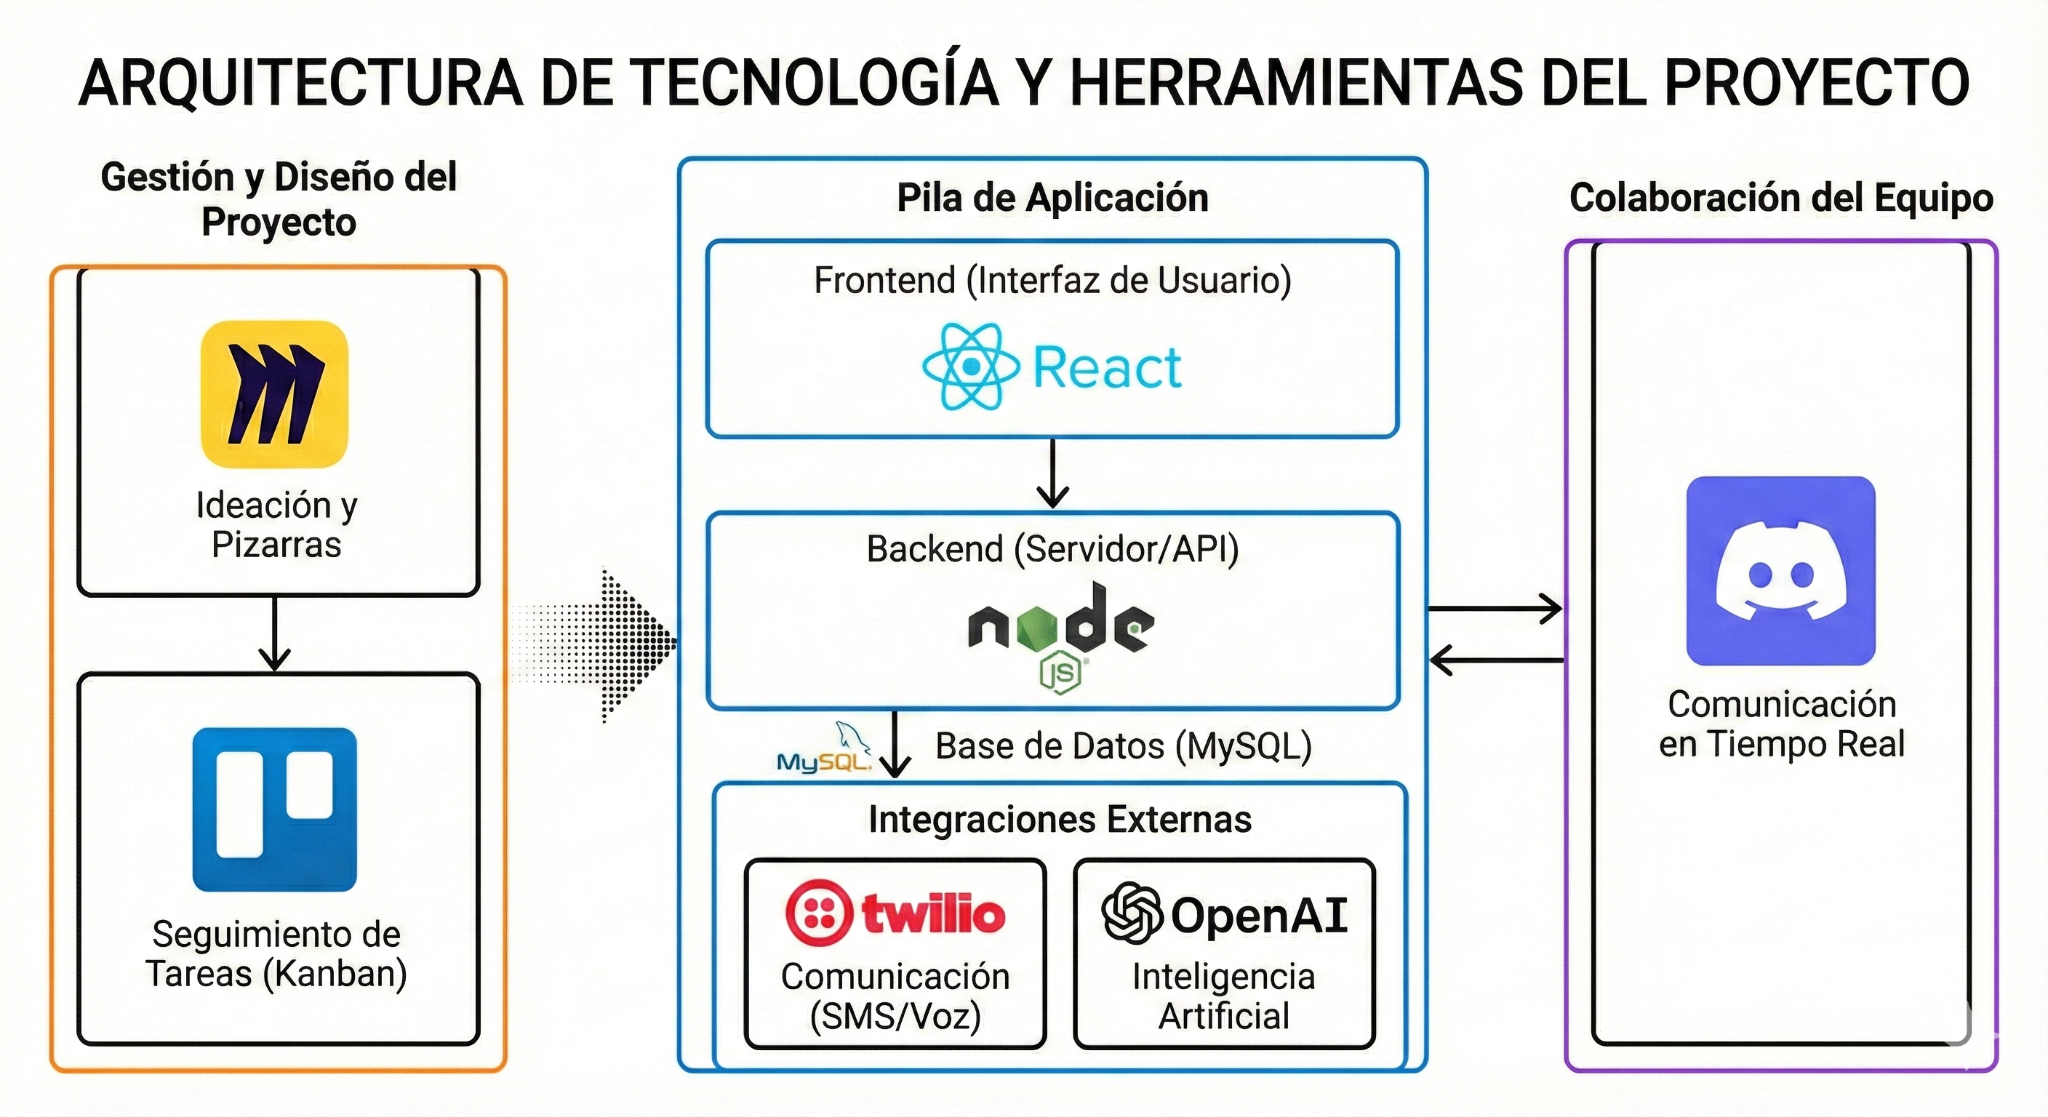 ARQUITECTURA DE TECNOLOGÍA Y HERRAMIENTAS DEL PROYECTO
Gestión y Diseño del
Proyecto
Ideación y
Pizarras
Seguimiento de
Tareas (Kanban)
Pila de Aplicación
Frontend (Interfaz de Usuario)
React
Backend (Servidor/API)
node
JS
MySQL
Base de Datos (MySQL)
Integraciones Externas
twilio
Comunicación
(SMS/Voz)
OpenAI
Inteligencia
Artificial
Colaboración del Equipo
Comunicación
en Tiempo Real